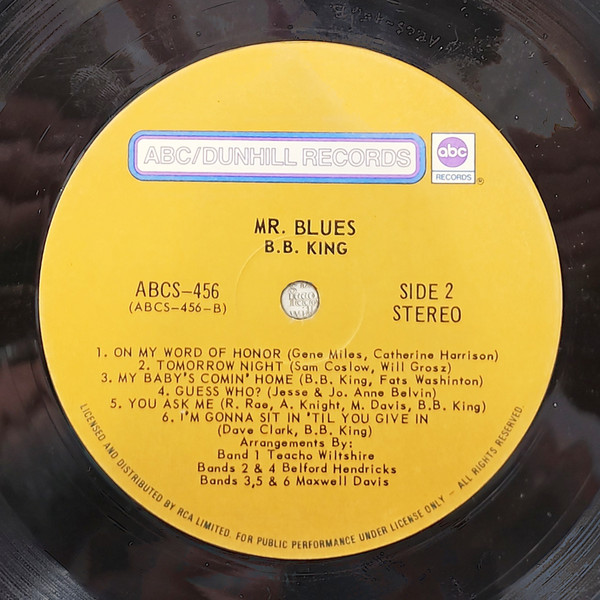 ABC/DUNHILL RECORDS
abc
RECORDS
®
MR. BLUES
B.B. KING
ABCS-456
(ABCS-456-B)
SIDE 2
STEREO
1. ON MY WORD OF HONOR (Gene Miles, Catherine Harrison)
2. TOMORROW NIGHT (Sam Coslow, Will Grosz)
3. MY BABY'S COMIN' HOME (B.B. King, Fats Washinton)
4. GUESS WHO? (Jesse & Jo. Anne Belvin)
5. YOU ASK ME (R. Rae, A. Knight, M. Davis, B.B. King)
6. I'M GONNA SIT IN 'TIL YOU GIVE IN
(Dave Clark, B.B. King)
Arrangements By:
Band 1 Teacho Wiltshire
Bands 2 & 4 Belford Hendricks
Bands 3,5 & 6 Maxwell Davis
LICENSED AND DISTRIBUTED BY RCA LIMITED. FOR PUBLIC PERFORMANCE UNDER LICENSE ONLY - ALL RIGHTS RESERVED.